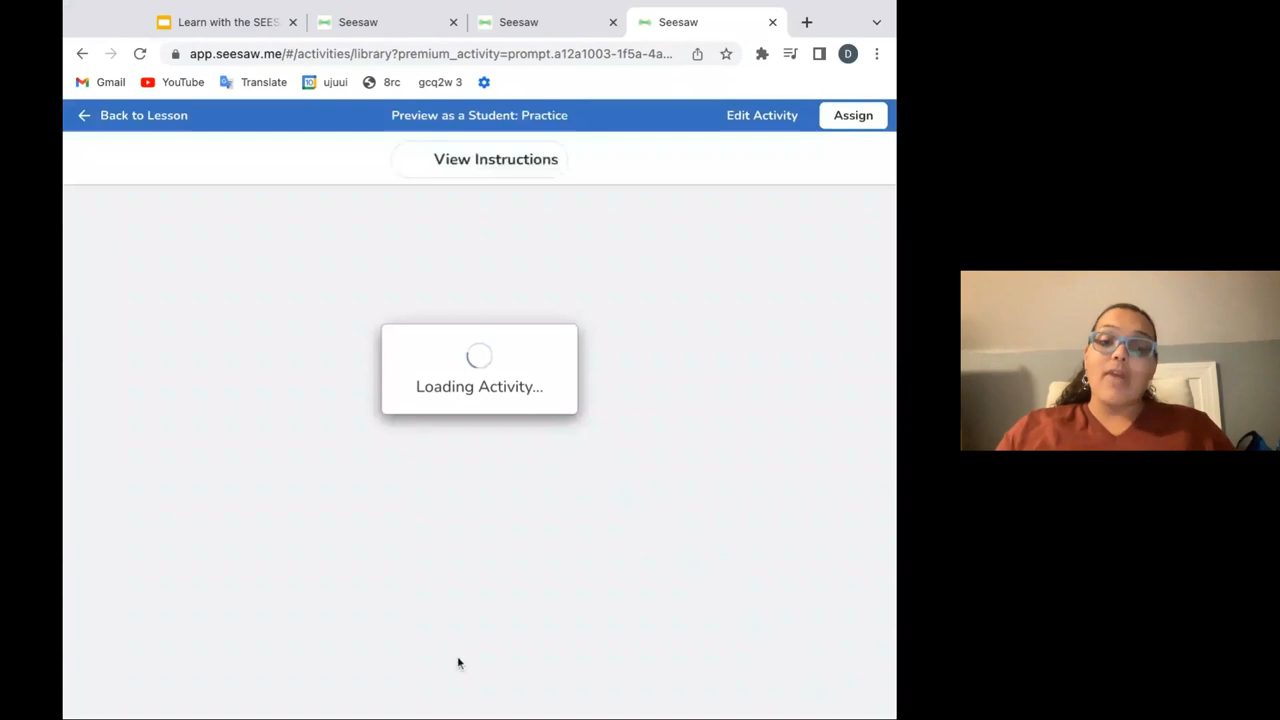 Learn with the SEES
Seesaw
Seesaw
Seesaw
app.seesaw.me/#/activities/library?premium_activity=prompt.a12a1003-1f5a-4a...
D
Gmail
YouTube
Translate
10
ujuui
8rc
gcq2w 3
Back to Lesson
Preview as a Student: Practice
Edit Activity
Assign
View Instructions
Loading Activity...